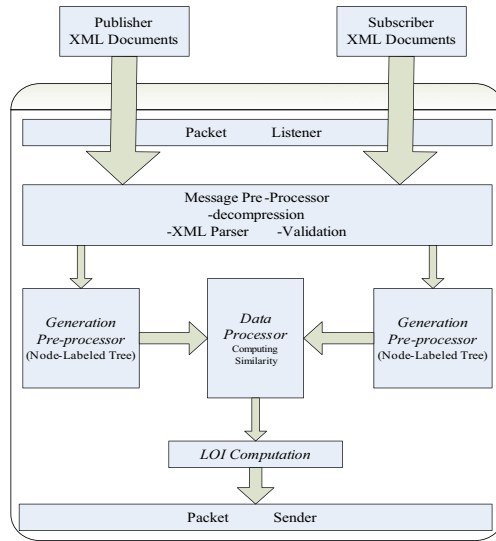 Publisher
XML Documents
Subscriber
XML Documents
Packet Listener
Message Pre-Processor
-decompression
-XML Parser -Validation
Generation
Pre-processor
(Node-Labeled Tree)
Data
Processor
Computing
Similarity
Generation
Pre-processor
(Node-Labeled Tree)
LOI Computation
Packet Sender